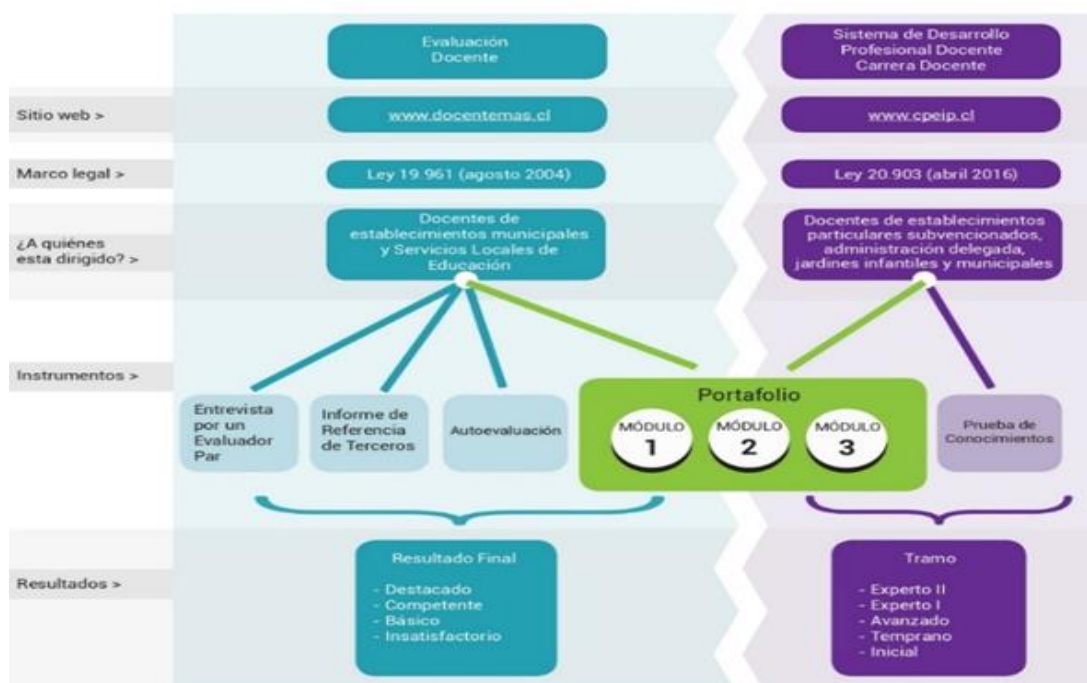 Evaluación
Docente
Sistema de Desarrollo
Profesional Docente
Carrera Docente
Sitio web >
www.docentemas.cl
www.cpeip.cl
Marco legal >
Ley 19.961 (agosto 2004)
Ley 20.903 (abril 2016)
¿A quiénes
esta dirigido? >
Docentes de
establecimientos municipales
y Servicios Locales de
Educación
Docentes de establecimientos
particulares subvencionados,
administración delegada,
jardines infantiles y municipales
Instrumentos >
Entrevista
por un
Evaluador
Par
Informe de
Referencia
de Terceros
Autoevaluación
Portafolio
MÓDULO
1
MÓDULO
2
MÓDULO
3
Prueba de
Conocimientos
Resultados >
Resultado Final
- Destacado
- Competente
- Básico
- Insatisfactorio
Tramo
- Experto II
- Experto I
- Avanzado
- Temprano
- Inicial